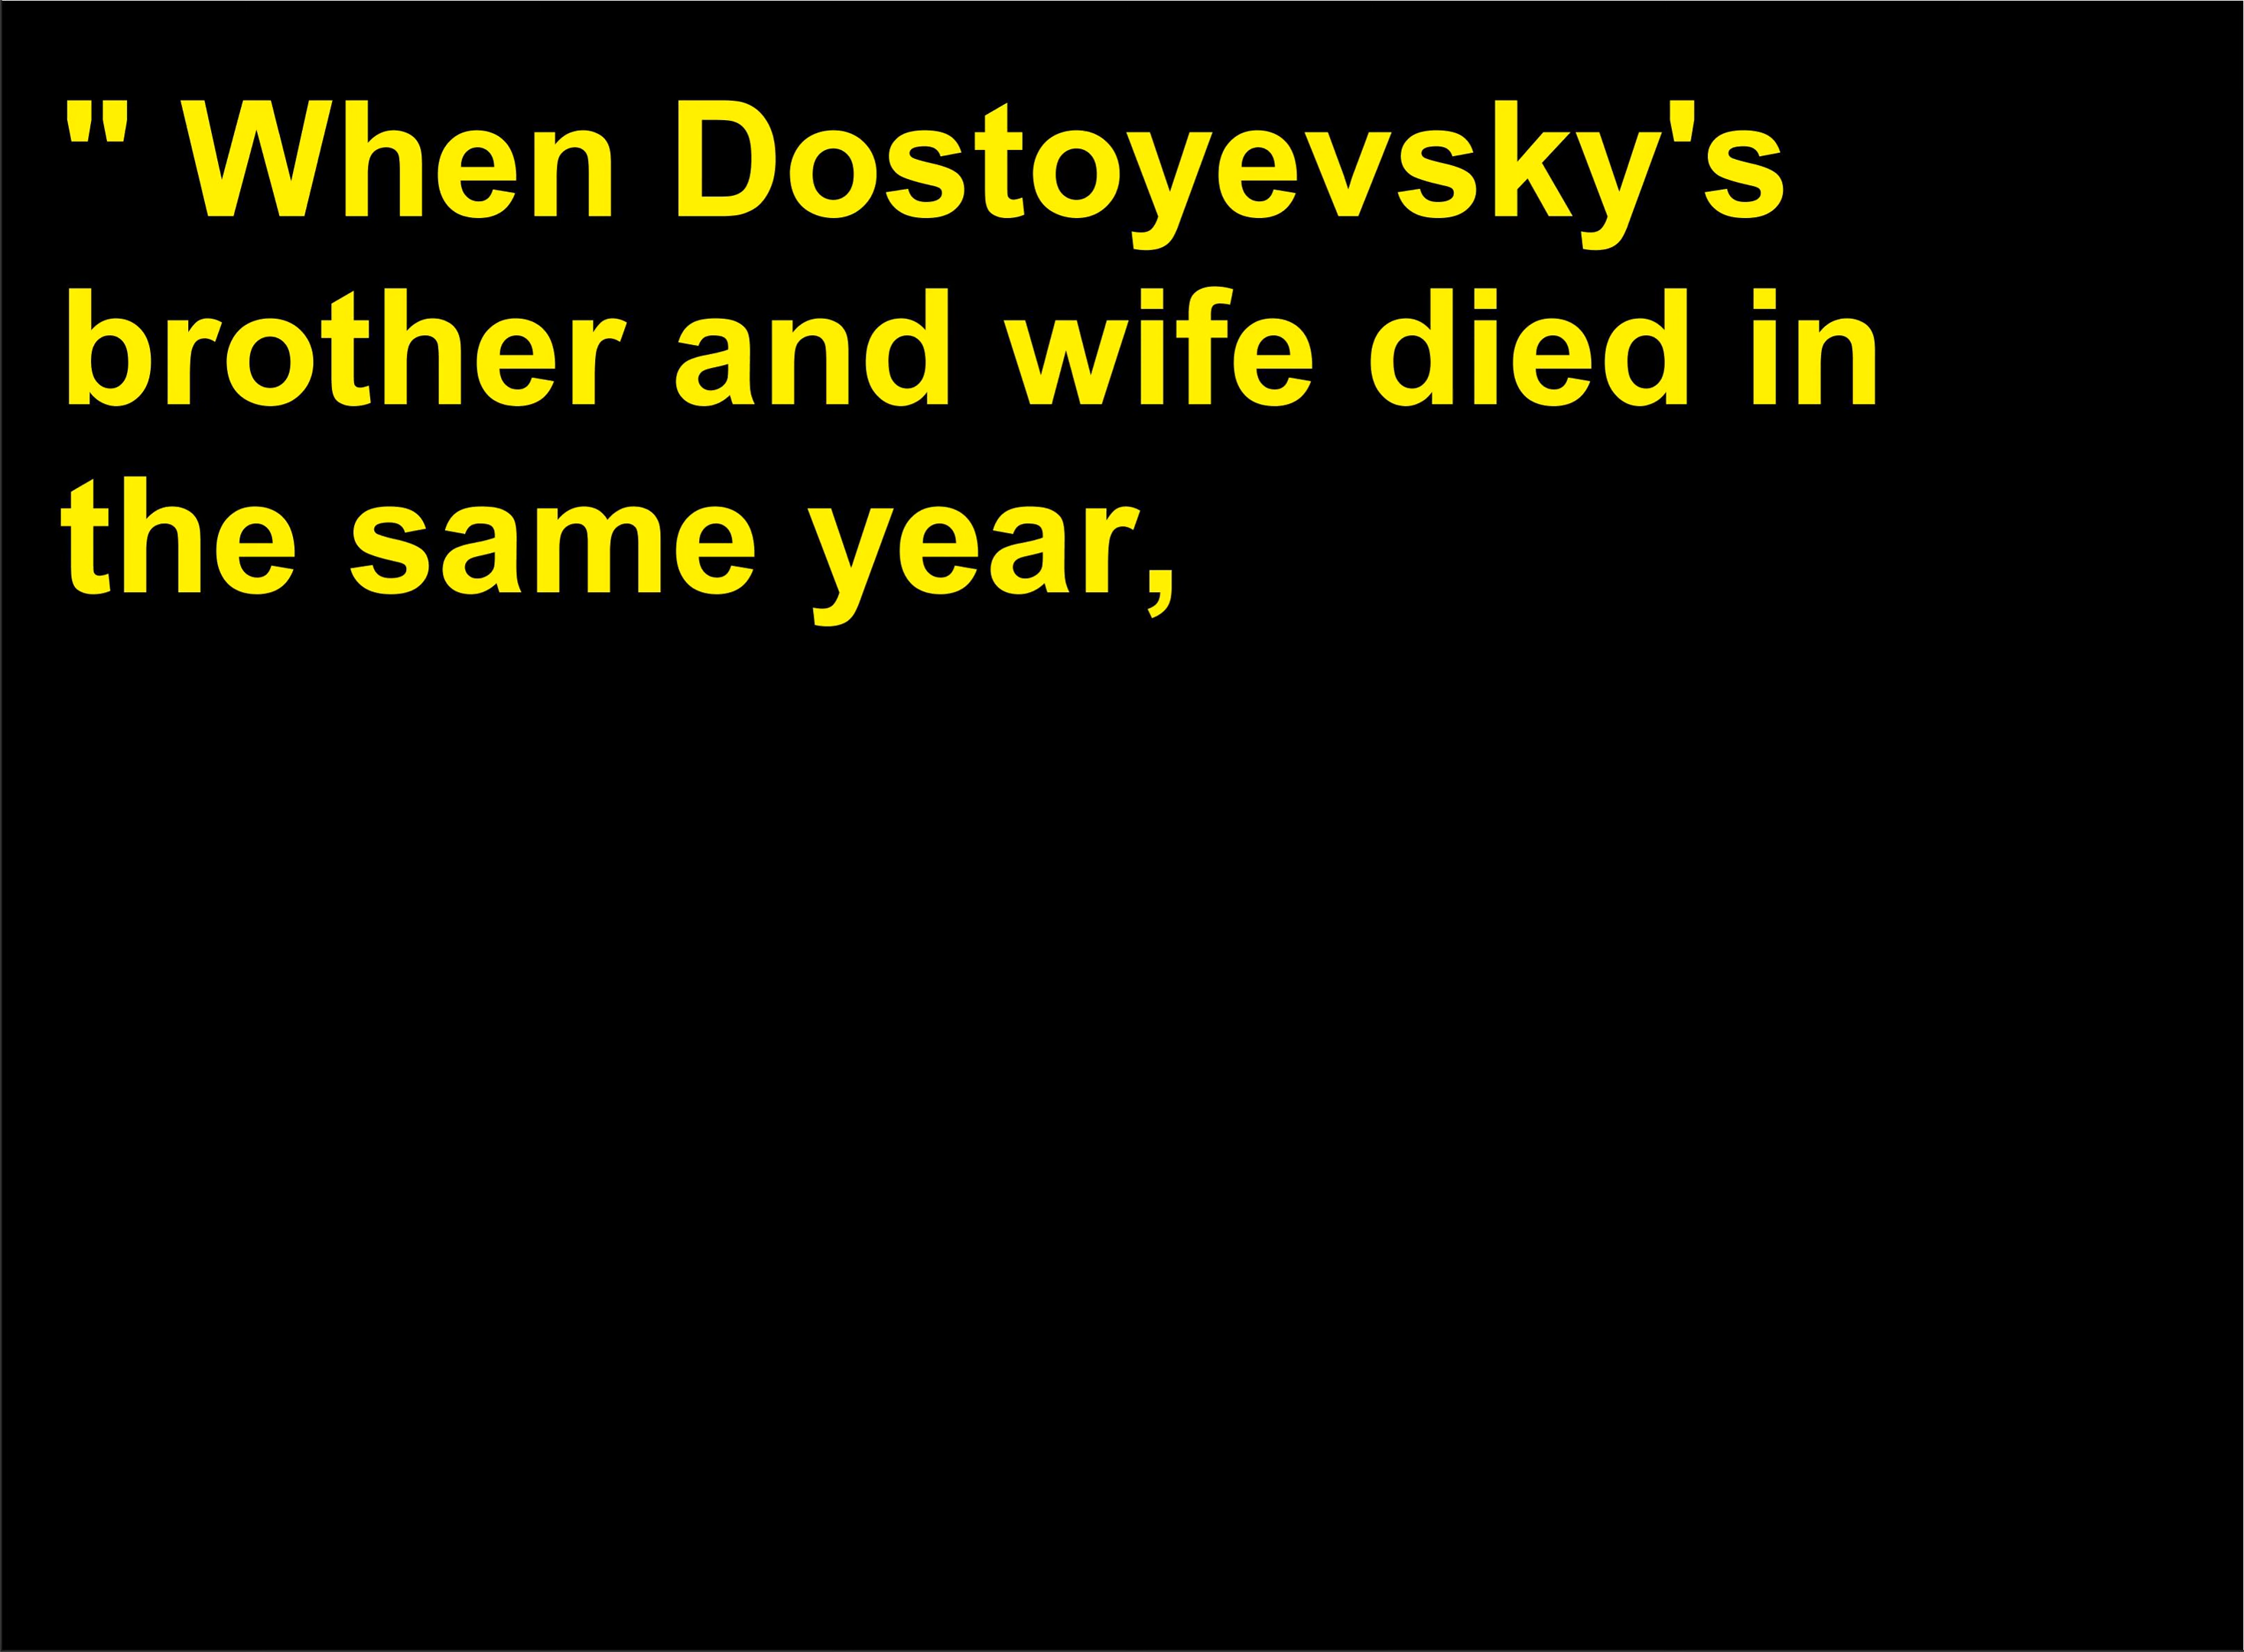 " When Dostoyevsky's
brother and wife died in
the same year,